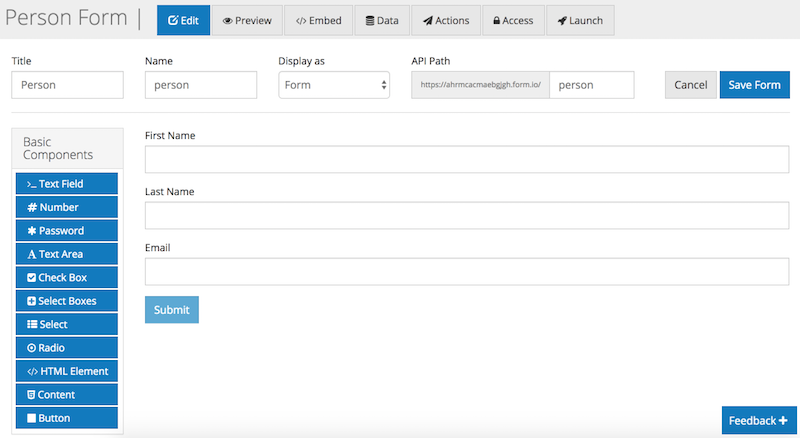 Person Form |
Edit Preview Embed Data Actions Access Launch
Title Name Display as API Path
Person person Form https://ahrmcacmaebgjgh.form.io/ person Cancel Save Form
Basic
Components
Text Field
Number
Password
Text Area
Check Box
Select Boxes
Select
Radio
HTML Element
Content
Button
First Name
Last Name
Email
Submit
Feedback